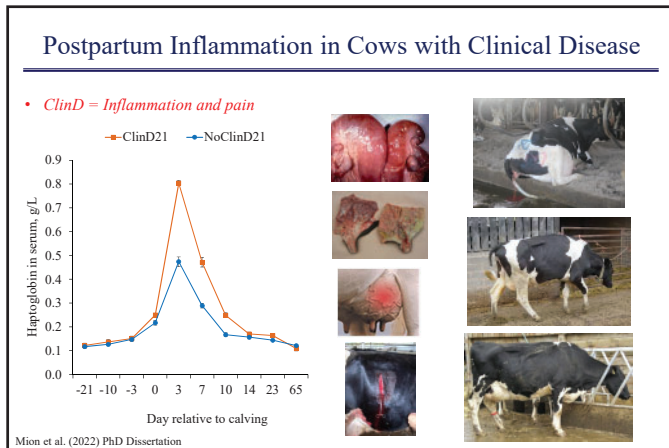 Postpartum Inflammation in Cows with Clinical Disease
• ClinD = Inflammation and pain
ClinD21 NoClinD21
Haptoglobin in serum, g/L
0.9
0.8
0.7
0.6
0.5
0.4
0.3
0.2
0.1
-21 -10 -3 0 3 7 10 14 23 65
Day relative to calving
Mion et al. (2022) PhD Dissertation